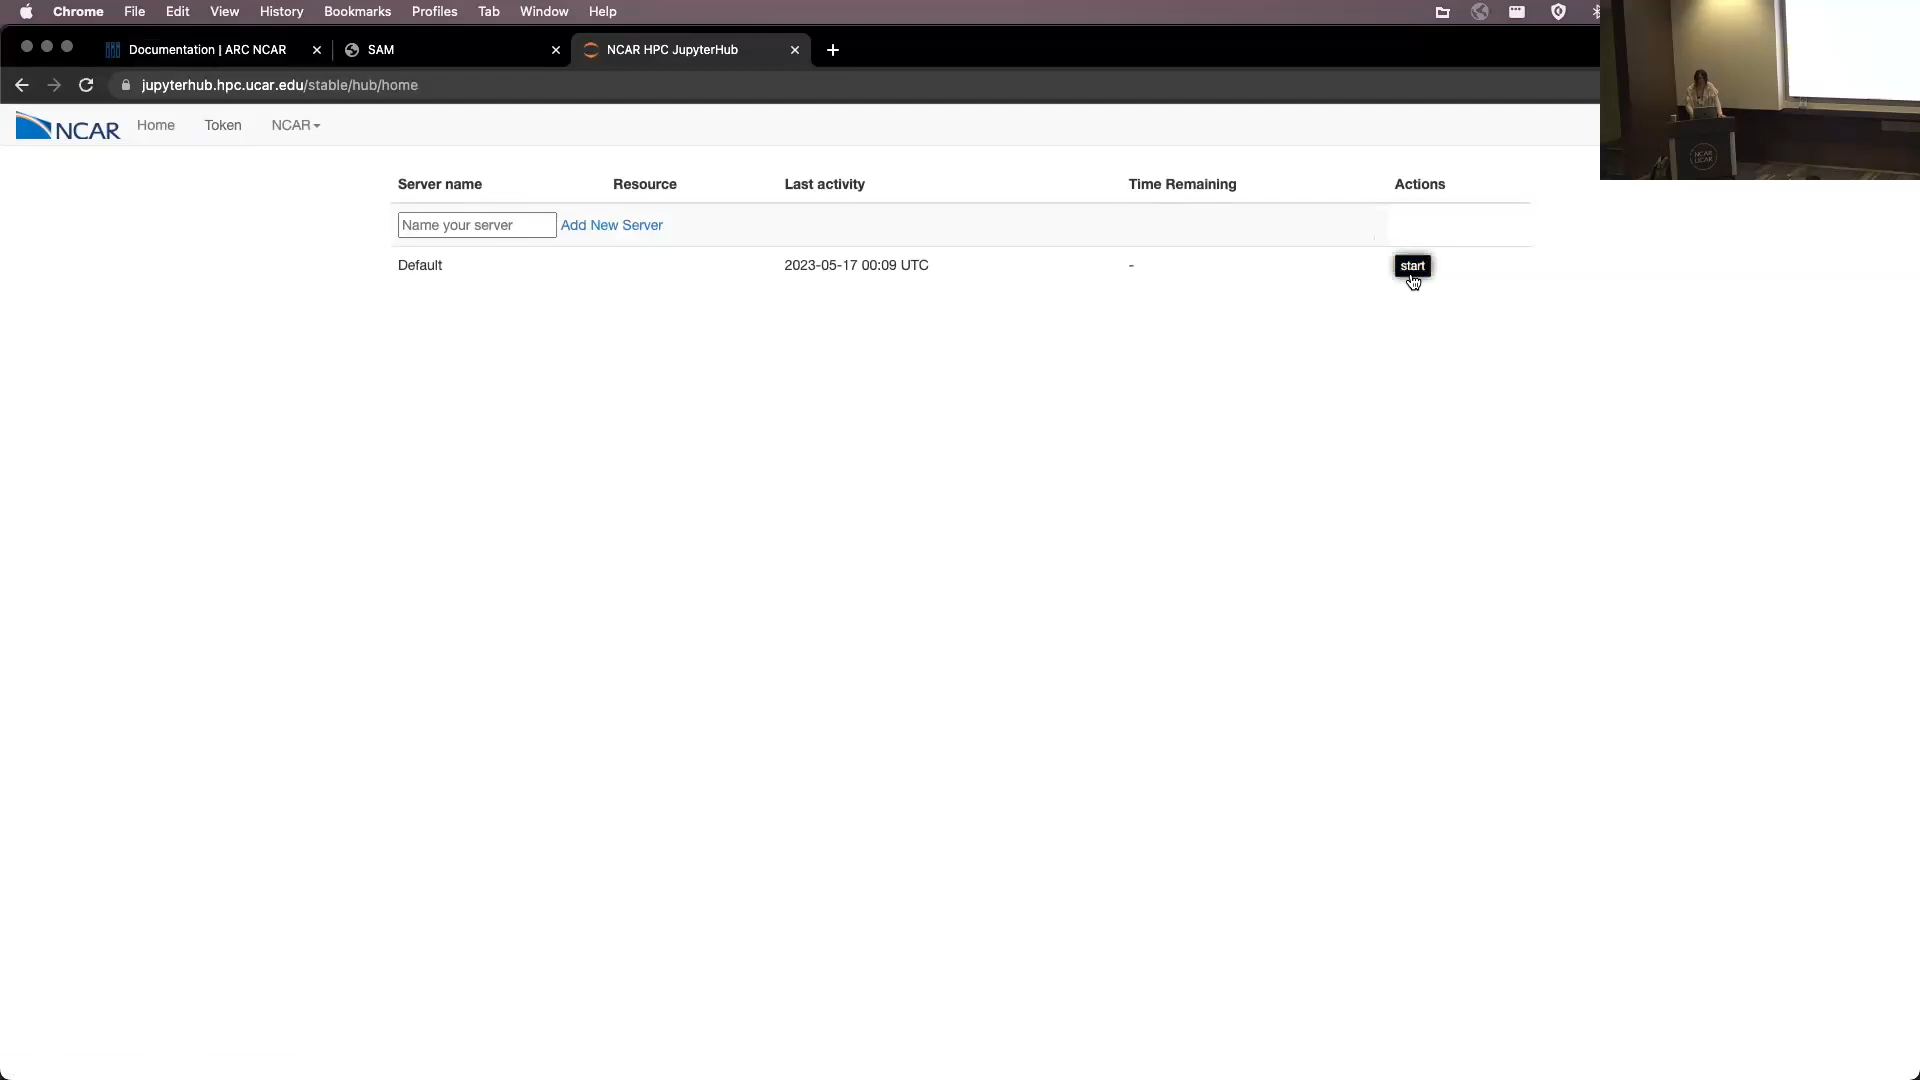 Chrome File Edit View History Bookmarks Profiles Tab Window Help
Documentation | ARC NCAR SAM NCAR HPC JupyterHub
jupyterhub.hpc.ucar.edu/stable/hub/home
NCAR Home Token NCAR
Server name Resource Last activity Time Remaining Actions
Name your server Add New Server
Default 2023-05-17 00:09 UTC - start
NCAR
UCAR